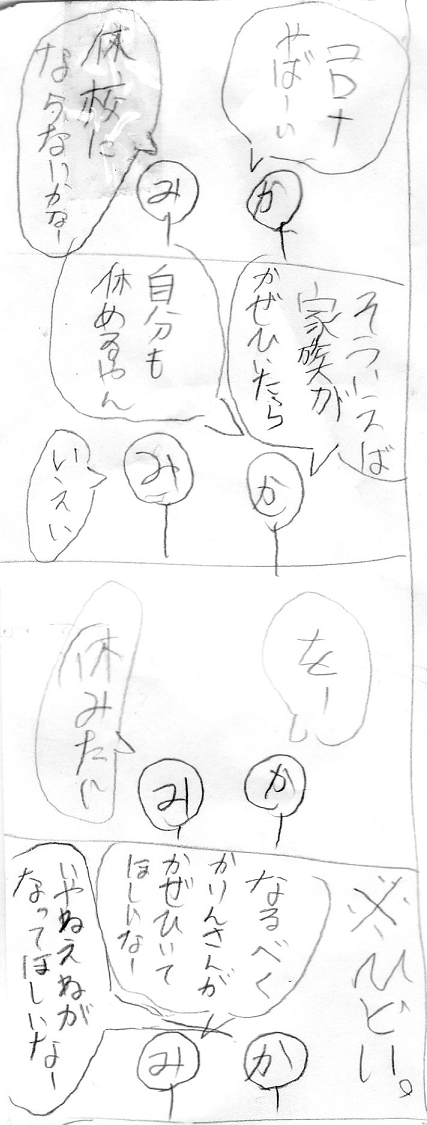 コロナ
やばーい
休校に
ならないかなー
か
み
そういえば
家族が
かぜひいたら
自分も
休めるやん
いえい
か
み
をー
休みたい
か
み
※ひどい。
なるべく
かりんさんが
かぜひいて
ほしいなー
いやねえねがなー
なってほしいなー
か
み